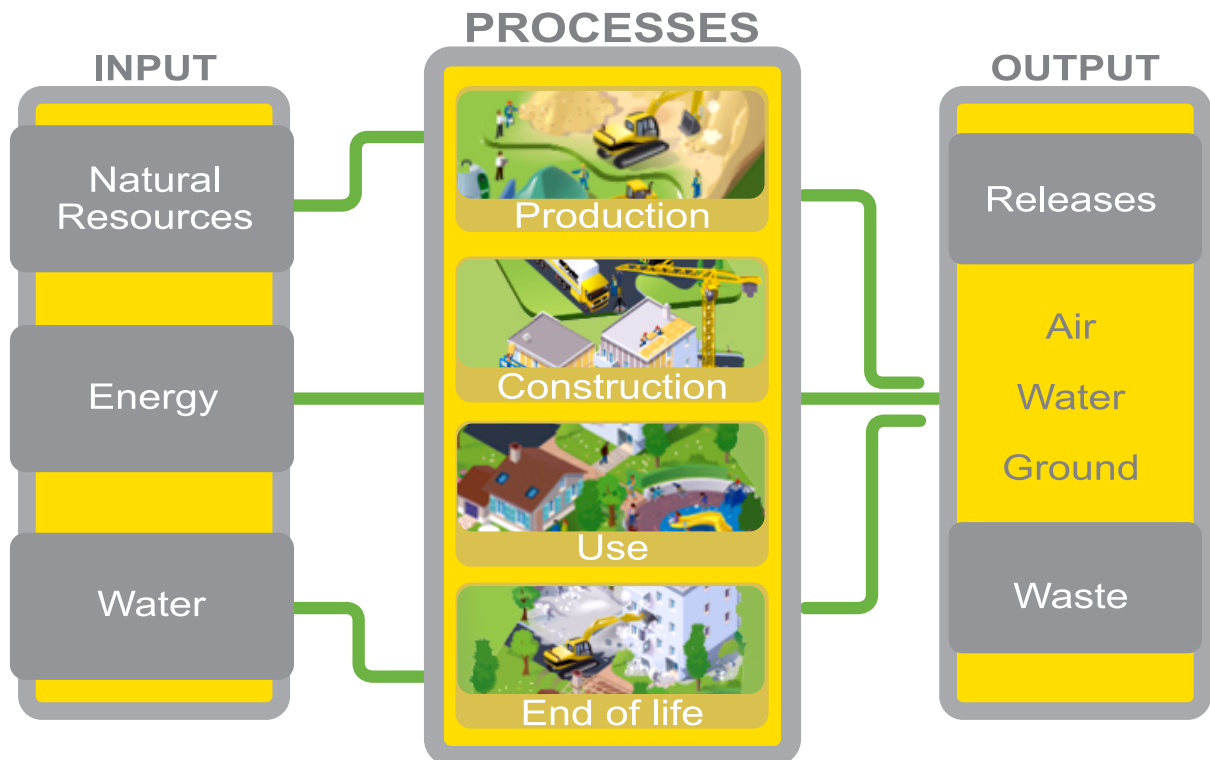 PROCESSES
INPUT
OUTPUT
Natural
Resources
Energy
Water
Production
Construction
Use
End of life
Releases
Air
Water
Ground
Waste